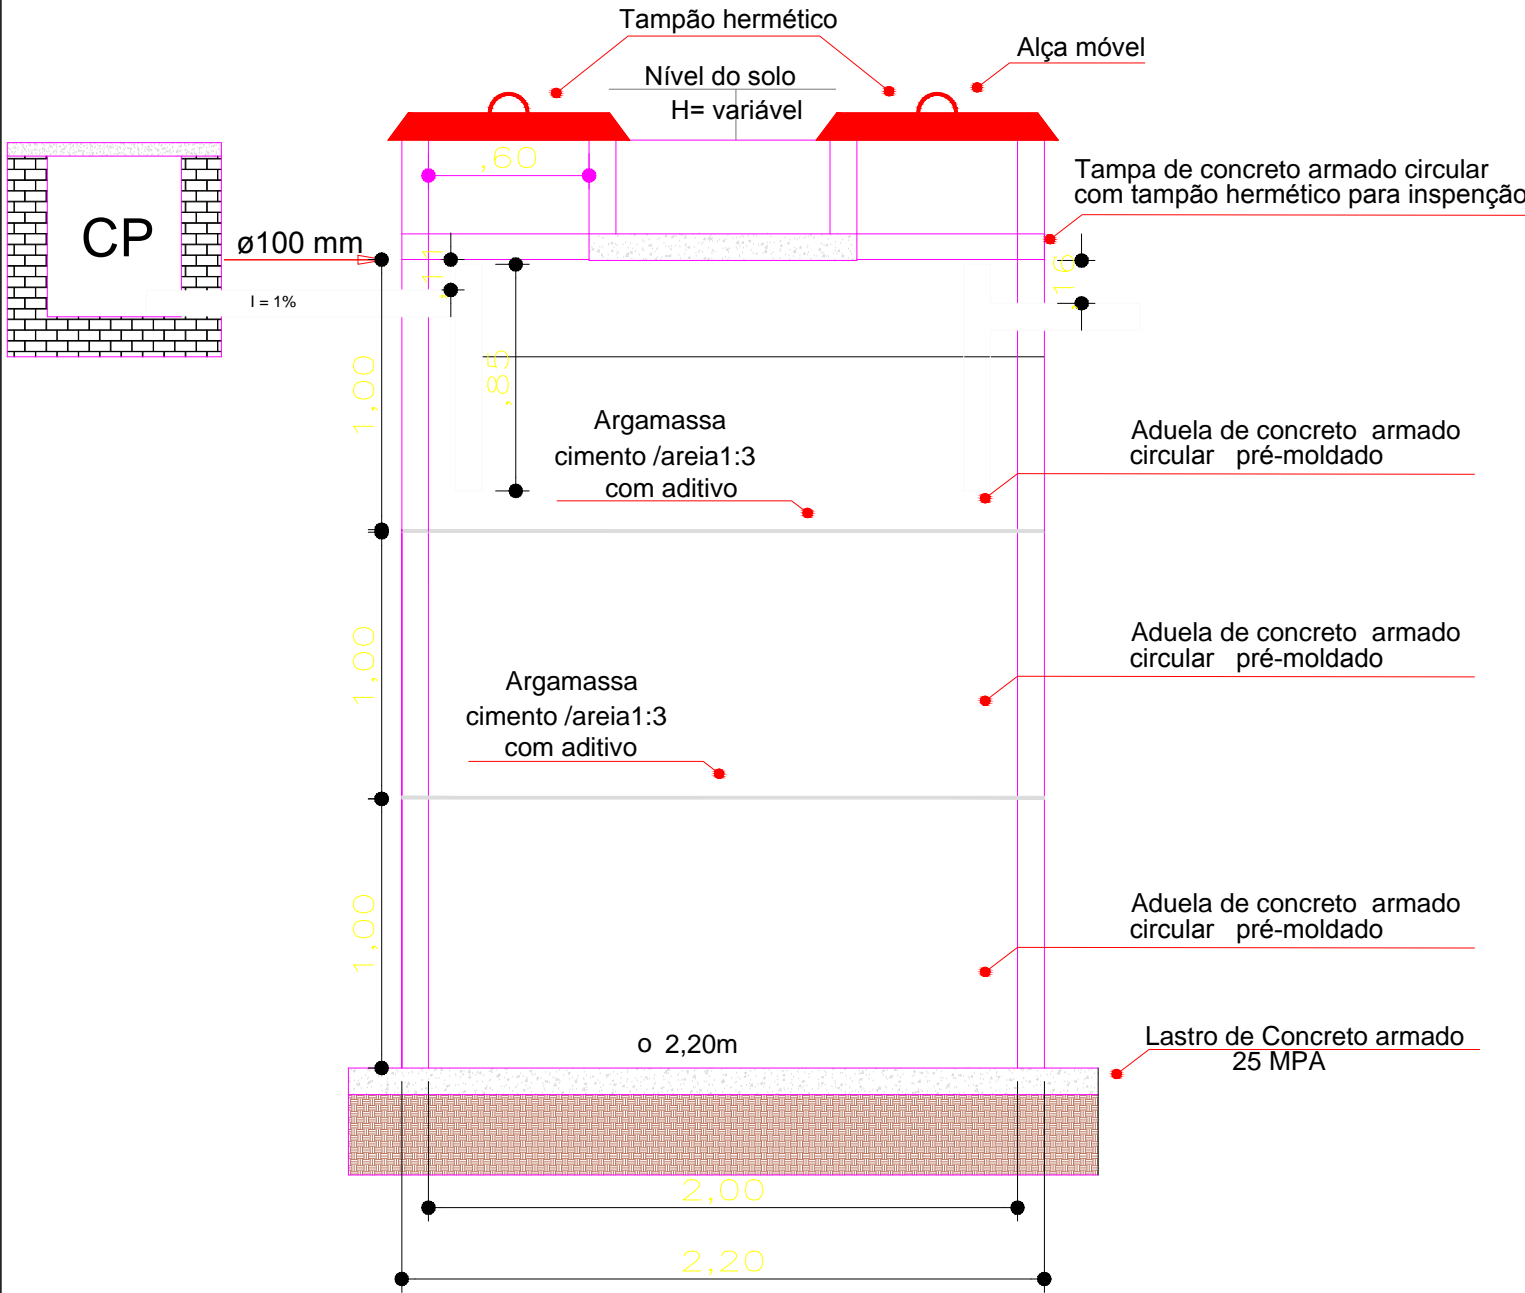 Tampão hermético
Alça móvel
Nível do solo
H= variável
,60
Tampa de concreto armado circular
com tampão hermético para inspenção
CP
ø100 mm
,11
,16
I = 1%
,85
1,00
Argamassa
cimento /areia1:3
com aditivo
Aduela de concreto armado
circular pré-moldado
1,00
Aduela de concreto armado
circular pré-moldado
Argamassa
cimento /areia1:3
com aditivo
1,00
Aduela de concreto armado
circular pré-moldado
o 2,20m
Lastro de Concreto armado
25 MPA
2,00
2,20